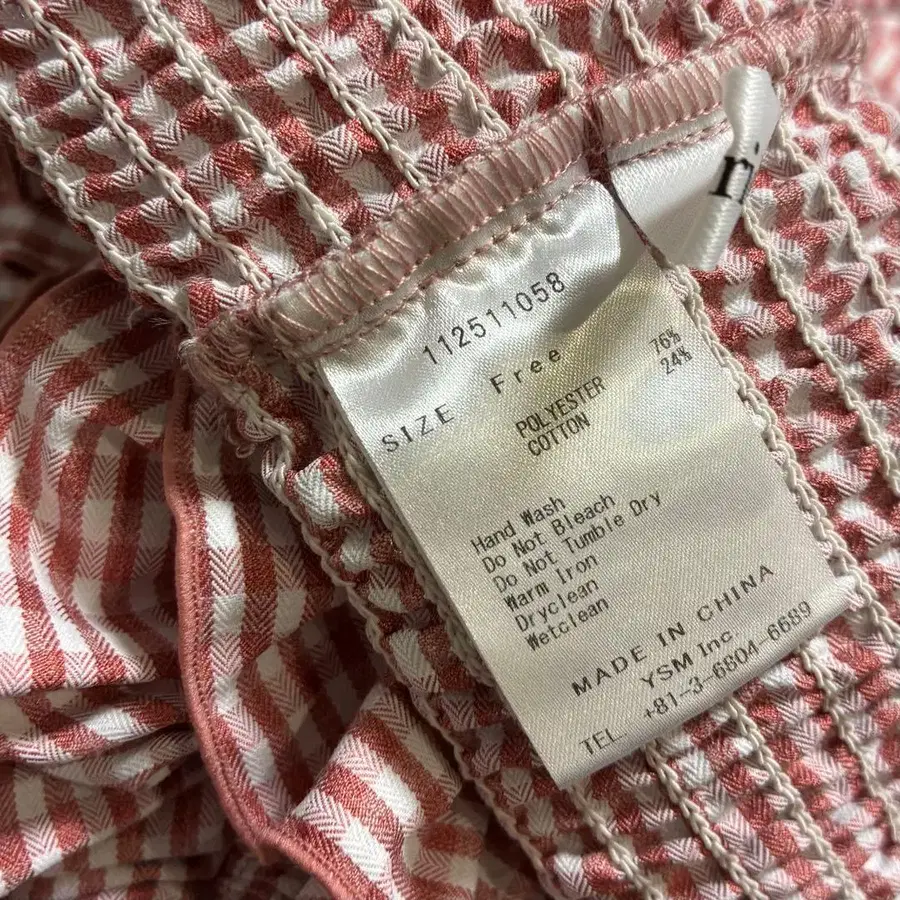 112511058
SIZE Free
POLYESTER 76%
COTTON 24%
Hand Wash
Do Not Bleach
Do Not Tumble Dry
Warm Iron
Dryclean
Wetclean
MADE IN CHINA
YSM Inc
TEL. +81-3-6804-6689